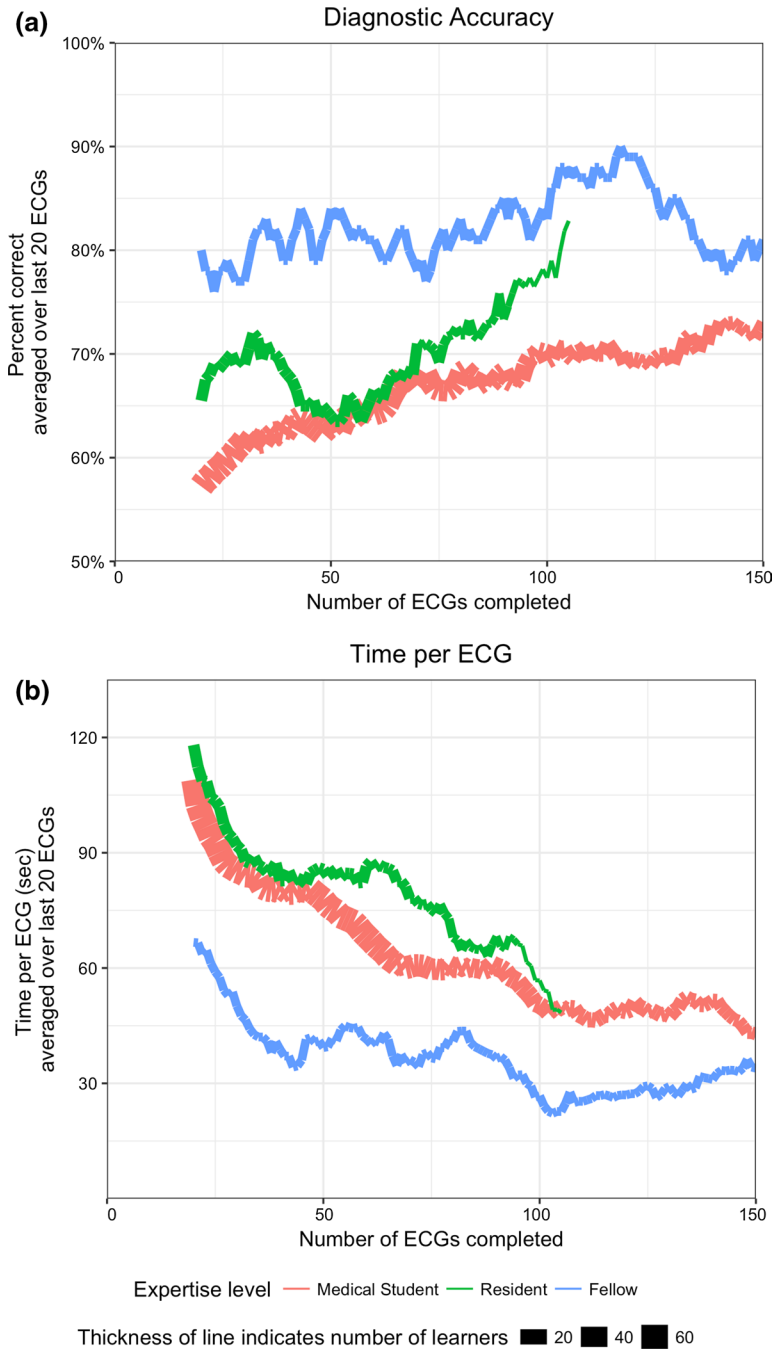 (a)
Diagnostic Accuracy
Percent correct
averaged over last 20 ECGs
100%
90%
80%
70%
60%
50%
0
50
100
150
Number of ECGs completed
(b)
Time per ECG
Time per ECG (sec)
averaged over last 20 ECGs
120
90
60
30
0
50
100
150
Number of ECGs completed
Expertise level Medical Student Resident Fellow
Thickness of line indicates number of learners 20 40 60